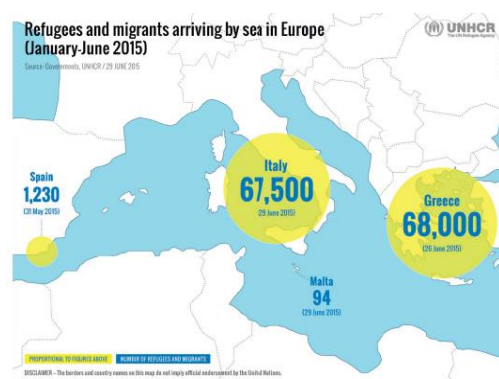 Refugees and migrants arriving by sea in Europe
(January-June 2015)
Source: Governments, UNHCR / 29 JUNE 2015
UNHCR
The UN Refugee Agency
Spain
1,230
(31 May 2015)
Italy
67,500
(29 June 2015)
Greece
68,000
(26 June 2015)
Malta
94
(29 June 2015)
PROPORTIONAL TO FIGURES ABOVE
NUMBER OF REFUGEES AND MIGRANTS
DISCLAIMER - The borders and country names on this map do not imply official endorsement by the United Nations.